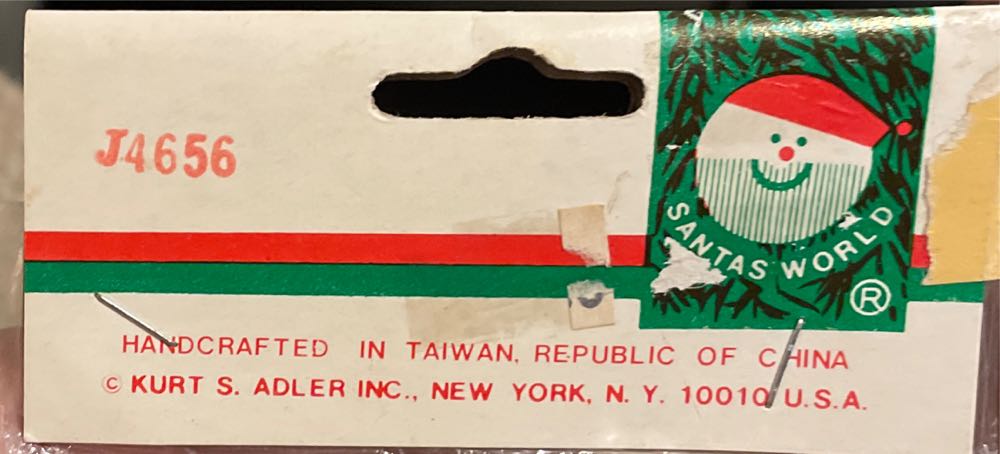 J4656
SANTAS WORLD
®
HANDCRAFTED IN TAIWAN, REPUBLIC OF CHINA
© KURT S. ADLER INC., NEW YORK, N. Y. 10010 U.S.A.